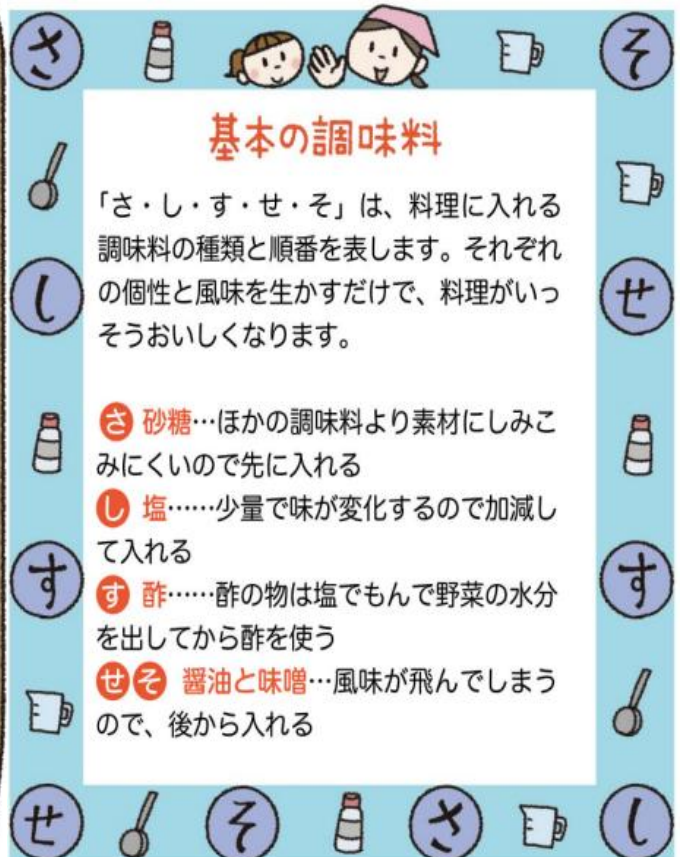 さ
そ
基本の調味料
「さ・し・す・せ・そ」は、料理に入れる
調味料の種類と順番を表します。それぞれ
の個性と風味を生かすだけで、料理がいっ
そうおいしくなります。
さ 砂糖…ほかの調味料より素材にしみこ
みにくいので先に入れる
し 塩……少量で味が変化するので加減し
て入れる
す 酢……酢の物は塩でもんで野菜の水分
を出してから酢を使う
せそ 醤油と味噌…風味が飛んでしまう
ので、後から入れる
し
せ
す
す
せ
そ
さ
し